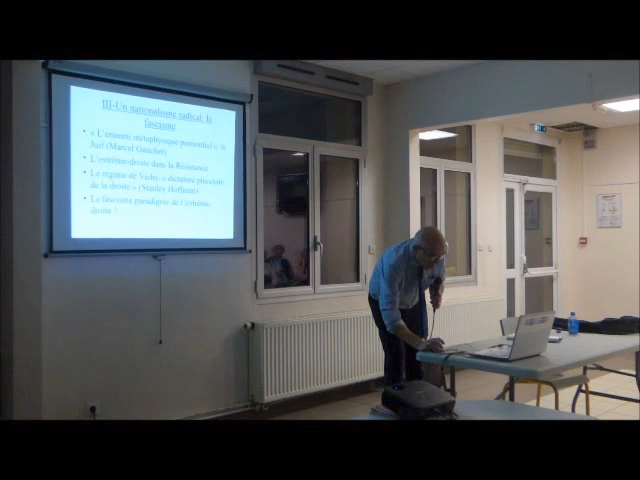 III-Un nationalisme radical: le
fascisme
• « L'ennemi métaphysique primordial » :le
Juif (Marcel Gauchet)
• L'extrême-droite dans la Résistance
• Le régime de Vichy, « dictature pluraliste
de la droite » (Stanley Hoffman)
• Le fascisme paradigme de l'extrême-
droite ?